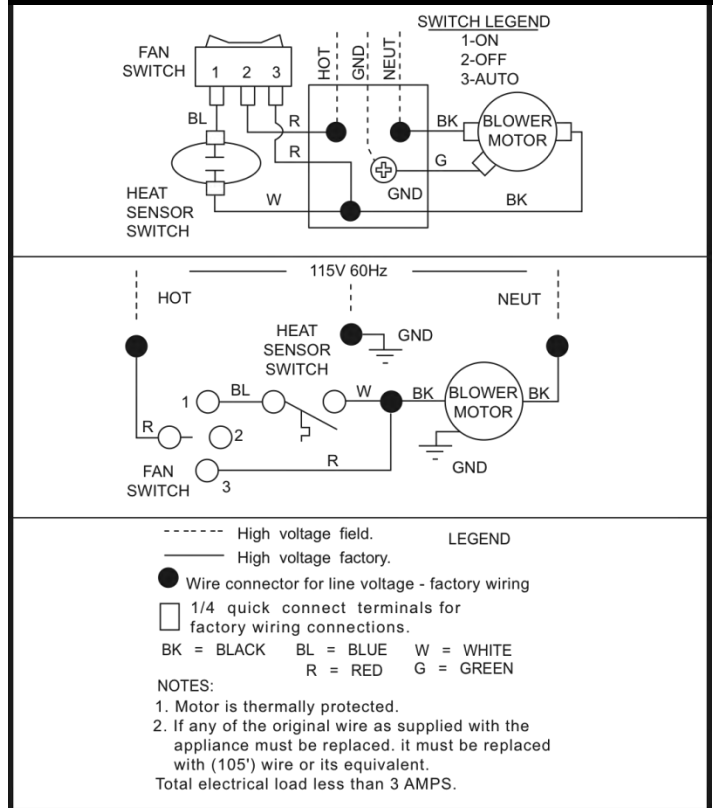 SWITCH LEGEND
1-ON
2-OFF
3-AUTO
FAN
SWITCH
1 2 3
HOT
GND
NEUT
BL
R
R
BK
BLOWER
MOTOR
G
GND
HEAT
SENSOR
SWITCH
W
BK
115V 60Hz
HOT
NEUT
HEAT
SENSOR
SWITCH
GND
1
BL
W
BK
BLOWER
MOTOR
BK
R
2
FAN
SWITCH
3
R
GND
High voltage field.
LEGEND
High voltage factory.
Wire connector for line voltage - factory wiring
1/4 quick connect terminals for
factory wiring connections.
BK = BLACK BL = BLUE W = WHITE
R = RED G = GREEN
NOTES:
1. Motor is thermally protected.
2. If any of the original wire as supplied with the
appliance must be replaced. it must be replaced
with (105') wire or its equivalent.
Total electrical load less than 3 AMPS.